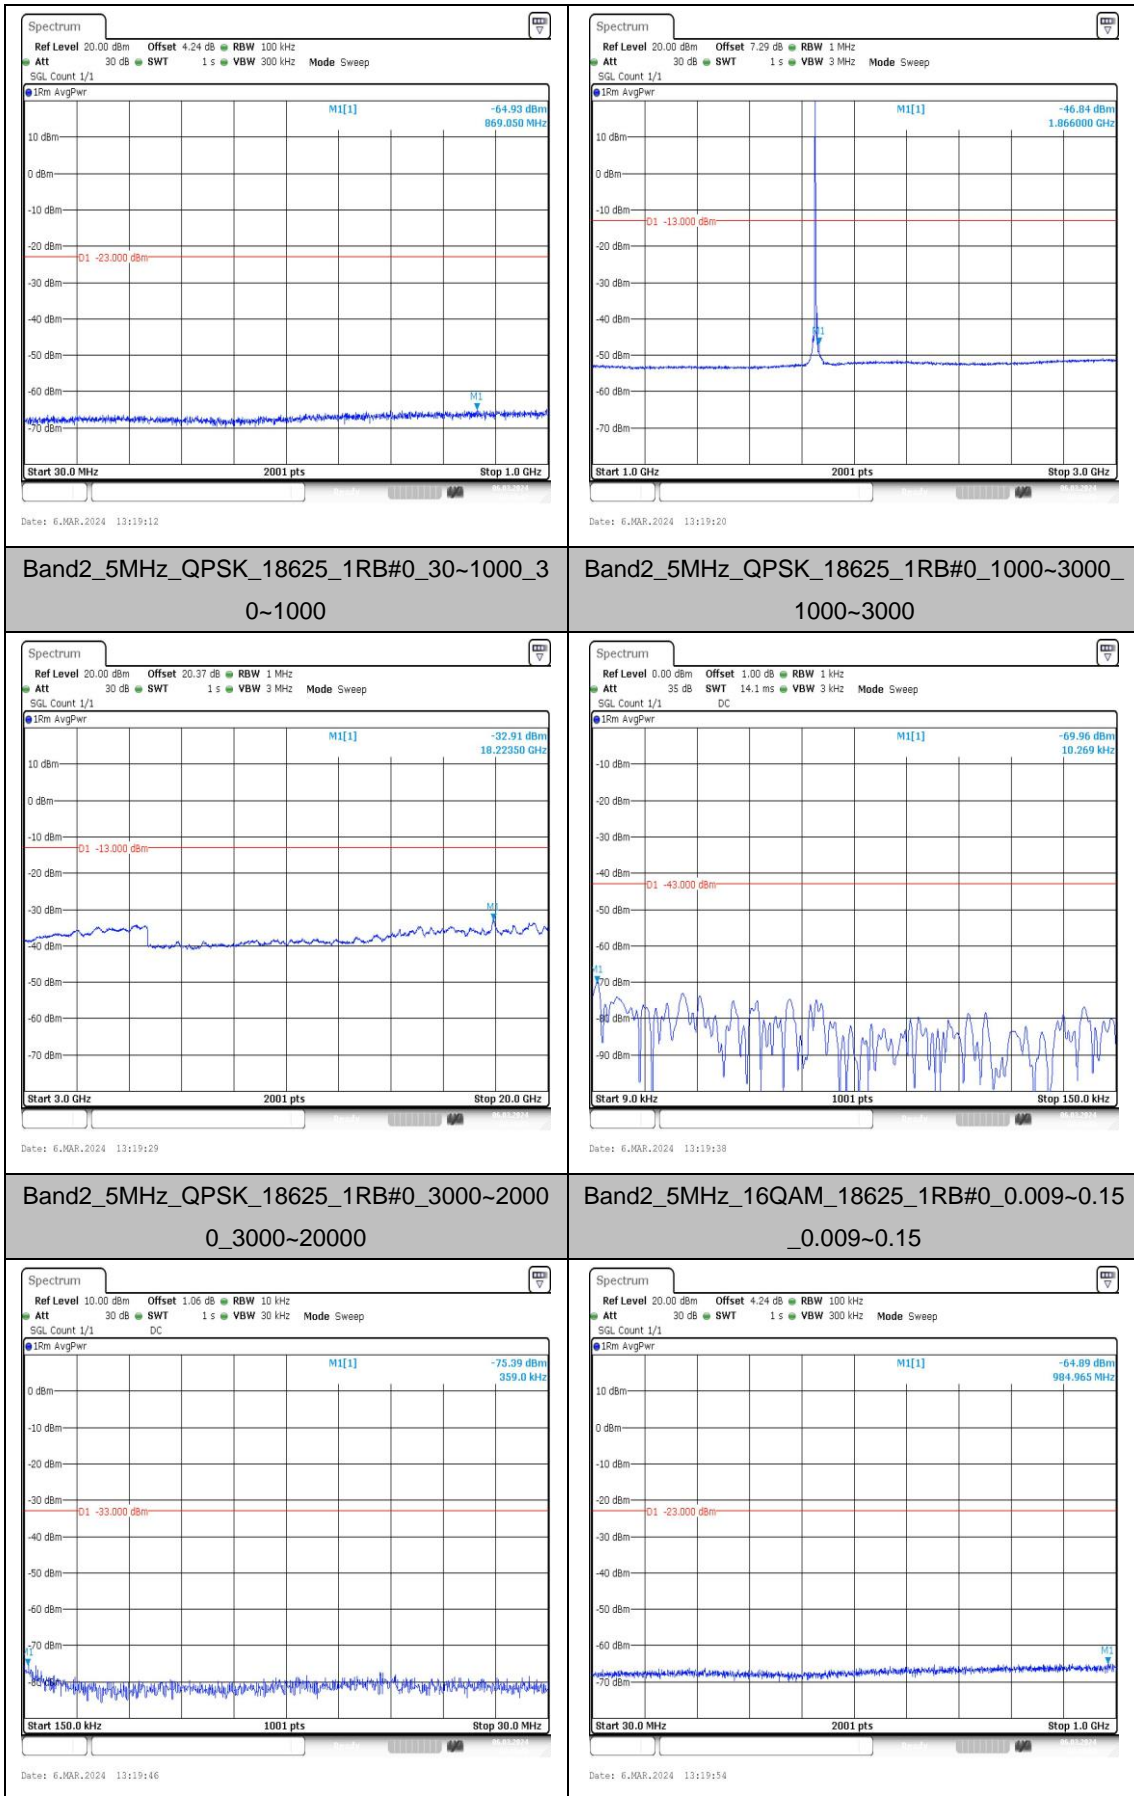 Spectrum
Ref Level 20.00 dBm Offset 4.24 dB RBW 100 kHz
Att 30 dB SWT 1 s VBW 300 kHz Mode Sweep
SGL Count 1/1
1Rm AvgPwr
M1[1] -64.93 dBm
869.050 MHz
10 dBm
0 dBm
-10 dBm
-20 dBm
D1 -23.000 dBm
-30 dBm
-40 dBm
-50 dBm
-60 dBm
M1
-70 dBm
Start 30.0 MHz 2001 pts Stop 1.0 GHz
Date: 6.MAR.2024 13:19:12
Spectrum
Ref Level 20.00 dBm Offset 7.29 dB RBW 1 MHz
Att 30 dB SWT 1 s VBW 3 MHz Mode Sweep
SGL Count 1/1
1Rm AvgPwr
M1[1] -46.84 dBm
1.866000 GHz
10 dBm
0 dBm
-10 dBm
D1 -13.000 dBm
-20 dBm
-30 dBm
-40 dBm
M1
-50 dBm
-60 dBm
-70 dBm
Start 1.0 GHz 2001 pts Stop 3.0 GHz
Date: 6.MAR.2024 13:19:20
Band2_5MHz_QPSK_18625_1RB#0_30~1000_3
0~1000
Band2_5MHz_QPSK_18625_1RB#0_1000~3000_
1000~3000
Spectrum
Ref Level 20.00 dBm Offset 20.37 dB RBW 1 MHz
Att 30 dB SWT 1 s VBW 3 MHz Mode Sweep
SGL Count 1/1
1Rm AvgPwr
M1[1] -32.91 dBm
18.22350 GHz
10 dBm
0 dBm
-10 dBm
D1 -13.000 dBm
-20 dBm
-30 dBm
M1
-40 dBm
-50 dBm
-60 dBm
-70 dBm
Start 3.0 GHz 2001 pts Stop 20.0 GHz
Date: 6.MAR.2024 13:19:29
Spectrum
Ref Level 0.00 dBm Offset 1.00 dB RBW 1 kHz
Att 35 dB SWT 14.1 ms VBW 3 kHz Mode Sweep
SGL Count 1/1 DC
1Rm AvgPwr
M1[1] -69.96 dBm
10.269 kHz
-10 dBm
-20 dBm
-30 dBm
-40 dBm
D1 -43.000 dBm
-50 dBm
-60 dBm
M1
-70 dBm
-80 dBm
-90 dBm
Start 9.0 kHz 1001 pts Stop 150.0 kHz
Date: 6.MAR.2024 13:19:38
Band2_5MHz_QPSK_18625_1RB#0_3000~2000
0_3000~20000
Band2_5MHz_16QAM_18625_1RB#0_0.009~0.15
_0.009~0.15
Spectrum
Ref Level 10.00 dBm Offset 1.06 dB RBW 10 kHz
Att 30 dB SWT 1 s VBW 30 kHz Mode Sweep
SGL Count 1/1 DC
1Rm AvgPwr
M1[1] -75.39 dBm
359.0 kHz
0 dBm
-10 dBm
-20 dBm
-30 dBm
D1 -33.000 dBm
-40 dBm
-50 dBm
-60 dBm
-70 dBm
M1
-80 dBm
Start 150.0 kHz 1001 pts Stop 30.0 MHz
Date: 6.MAR.2024 13:19:46
Spectrum
Ref Level 20.00 dBm Offset 4.24 dB RBW 100 kHz
Att 30 dB SWT 1 s VBW 300 kHz Mode Sweep
SGL Count 1/1
1Rm AvgPwr
M1[1] -64.89 dBm
984.965 MHz
10 dBm
0 dBm
-10 dBm
-20 dBm
D1 -23.000 dBm
-30 dBm
-40 dBm
-50 dBm
-60 dBm
M1
-70 dBm
Start 30.0 MHz 2001 pts Stop 1.0 GHz
Date: 6.MAR.2024 13:19:54